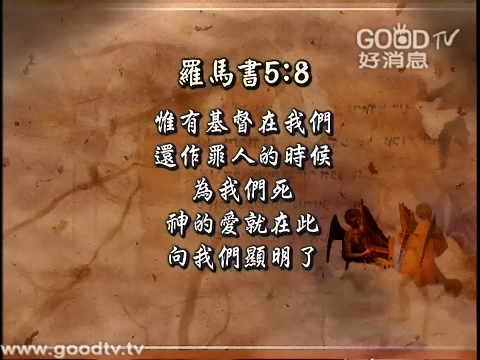 GOOD TV
好消息
羅馬書5:8
惟有基督在我們
還作罪人的時候
為我們死
神的愛就在此
向我們顯明了
www.goodtv.tv